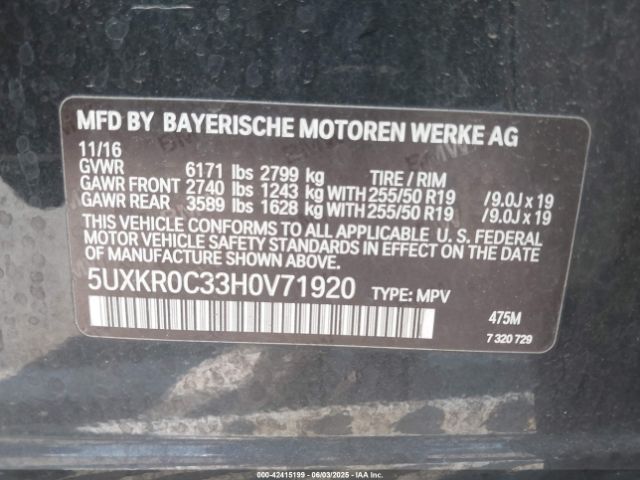 MFD BY BAYERISCHE MOTOREN WERKE AG
11/16
GVWR 6171 lbs 2799 kg TIRE / RIM
GAWR FRONT 2740 lbs 1243 kg WITH 255/50 R19 /9.0J x 19
GAWR REAR 3589 lbs 1628 kg WITH 255/50 R19 /9.0J x 19
THIS VEHICLE CONFORMS TO ALL APPLICABLE U. S. FEDERAL
MOTOR VEHICLE SAFETY STANDARDS IN EFFECT ON THE DATE
OF MANUFACTURE SHOWN ABOVE.
5UXKR0C33H0V71920 TYPE: MPV
475M
7 320 729
000-42415199-06/03/2025-IAAI